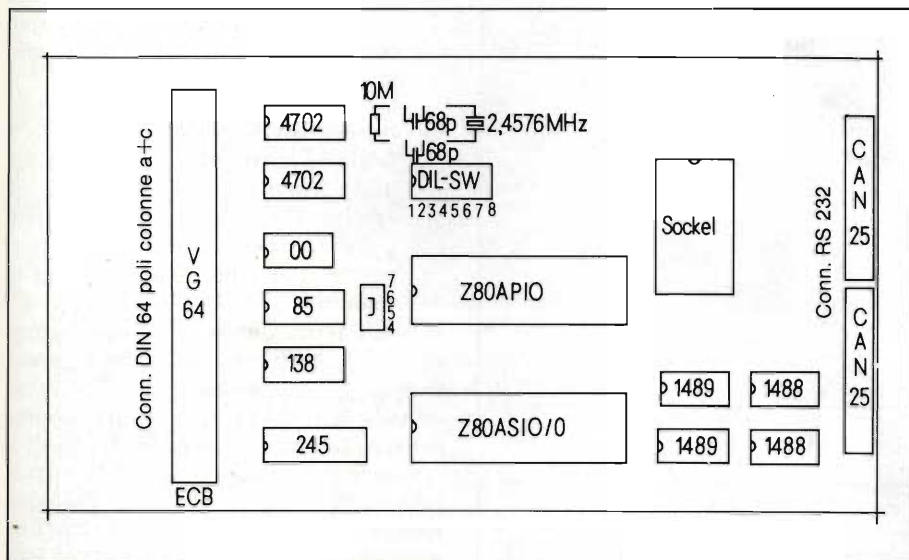 10M
4702
68p
2,4576MHz
68p
4702
DIL-SW
12345678
Conn. DIN 64 poli colonne a+c
V
G
64
00
85
J
7
6
5
4
Z80APIO
Sockel
Conn. RS 232
C
A
N
25
C
A
N
25
138
245
Z80ASIO/0
1489
1488
1489
1488
ECB